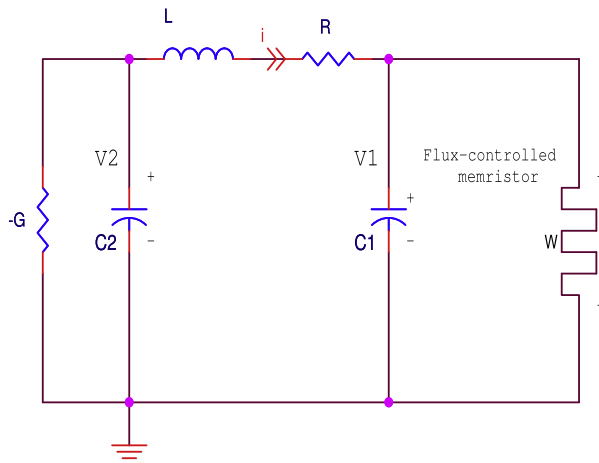 L
R
i
V2
+
V1
Flux-controlled
memristor
+
-G
C2
-
C1
-
W